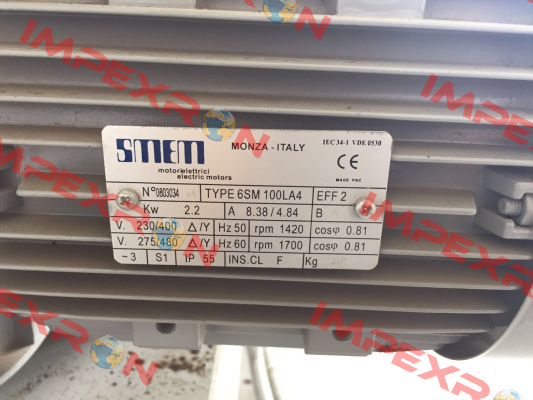 SMEM
motorielettrici
electric motors
MONZA - ITALY
IEC 34-1 VDE 0530
CE
MADE PMC
N° 0803034 TYPE 6SM 100LA4 EFF 2
Kw 2.2 A 8.38 / 4.84 B
V. 230/400 Δ/Y Hz 50 rpm 1420 cosφ 0.81
V. 275/480 Δ/Y Hz 60 rpm 1700 cosφ 0.81
~3 S1 IP 55 INS.CL F Kg
IMPEXRON
IMPEXRON
IMPEXRON
IMPEXRON
IMPEXRON